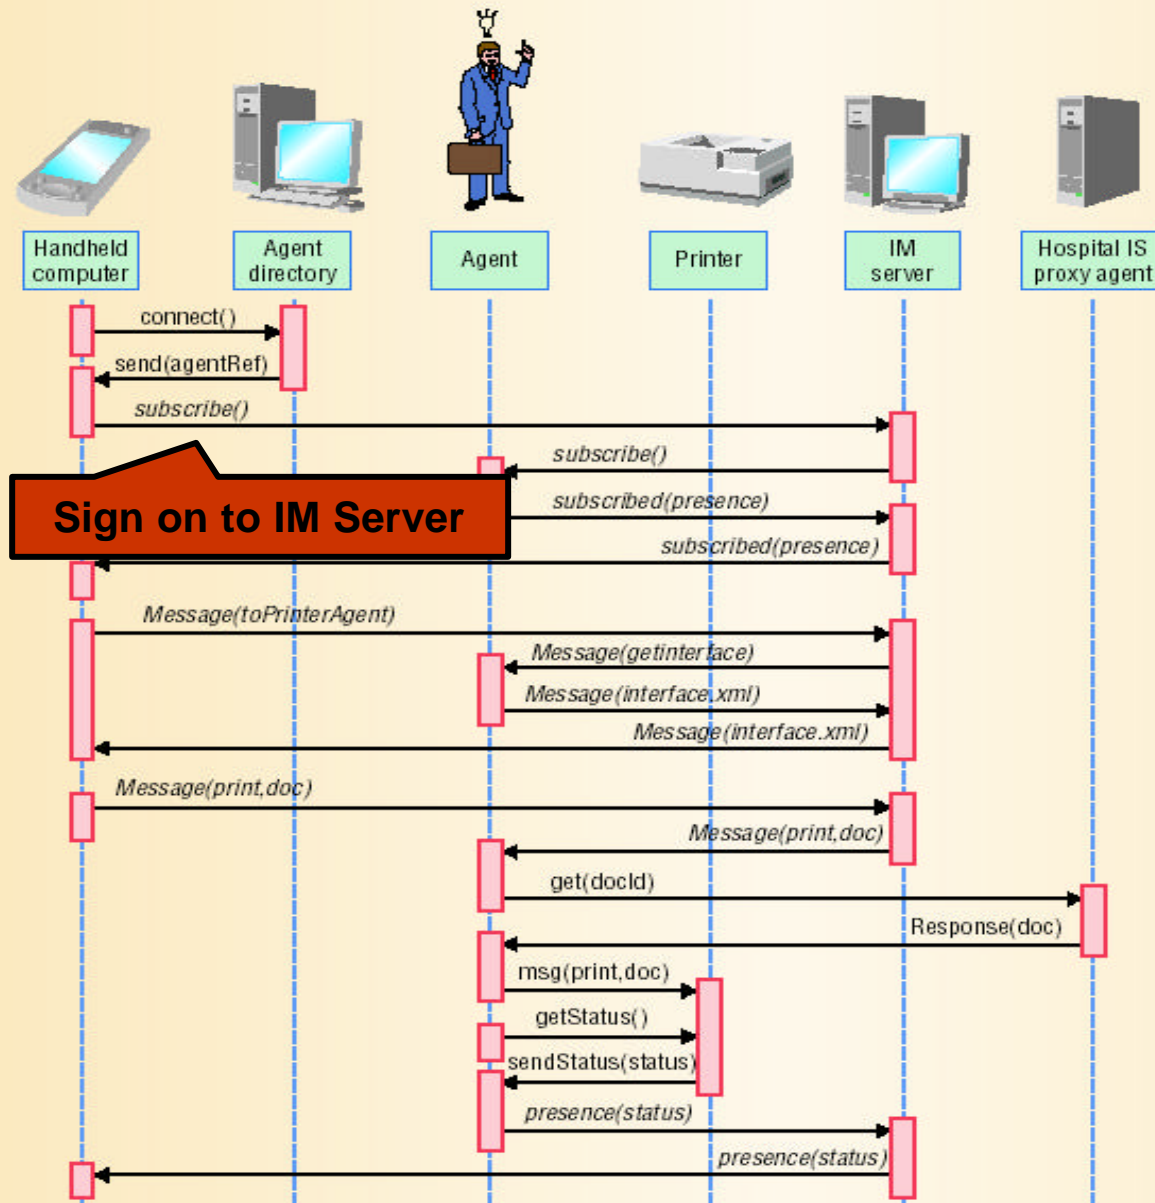 Handheld
computer
Agent
directory
Agent
Printer
IM
server
Hospital IS
proxy agent
connect()
send(agentRef)
subscribe()
subscribe()
Sign on to IM Server
subscribed(presence)
subscribed(presence)
Message(toPrinterAgent)
Message(getinterface)
Message(interface.xml)
Message(interface.xml)
Message(print,doc)
Message(print,doc)
get(docId)
Response(doc)
msg(print,doc)
getStatus()
sendStatus(status)
presence(status)
presence(status)